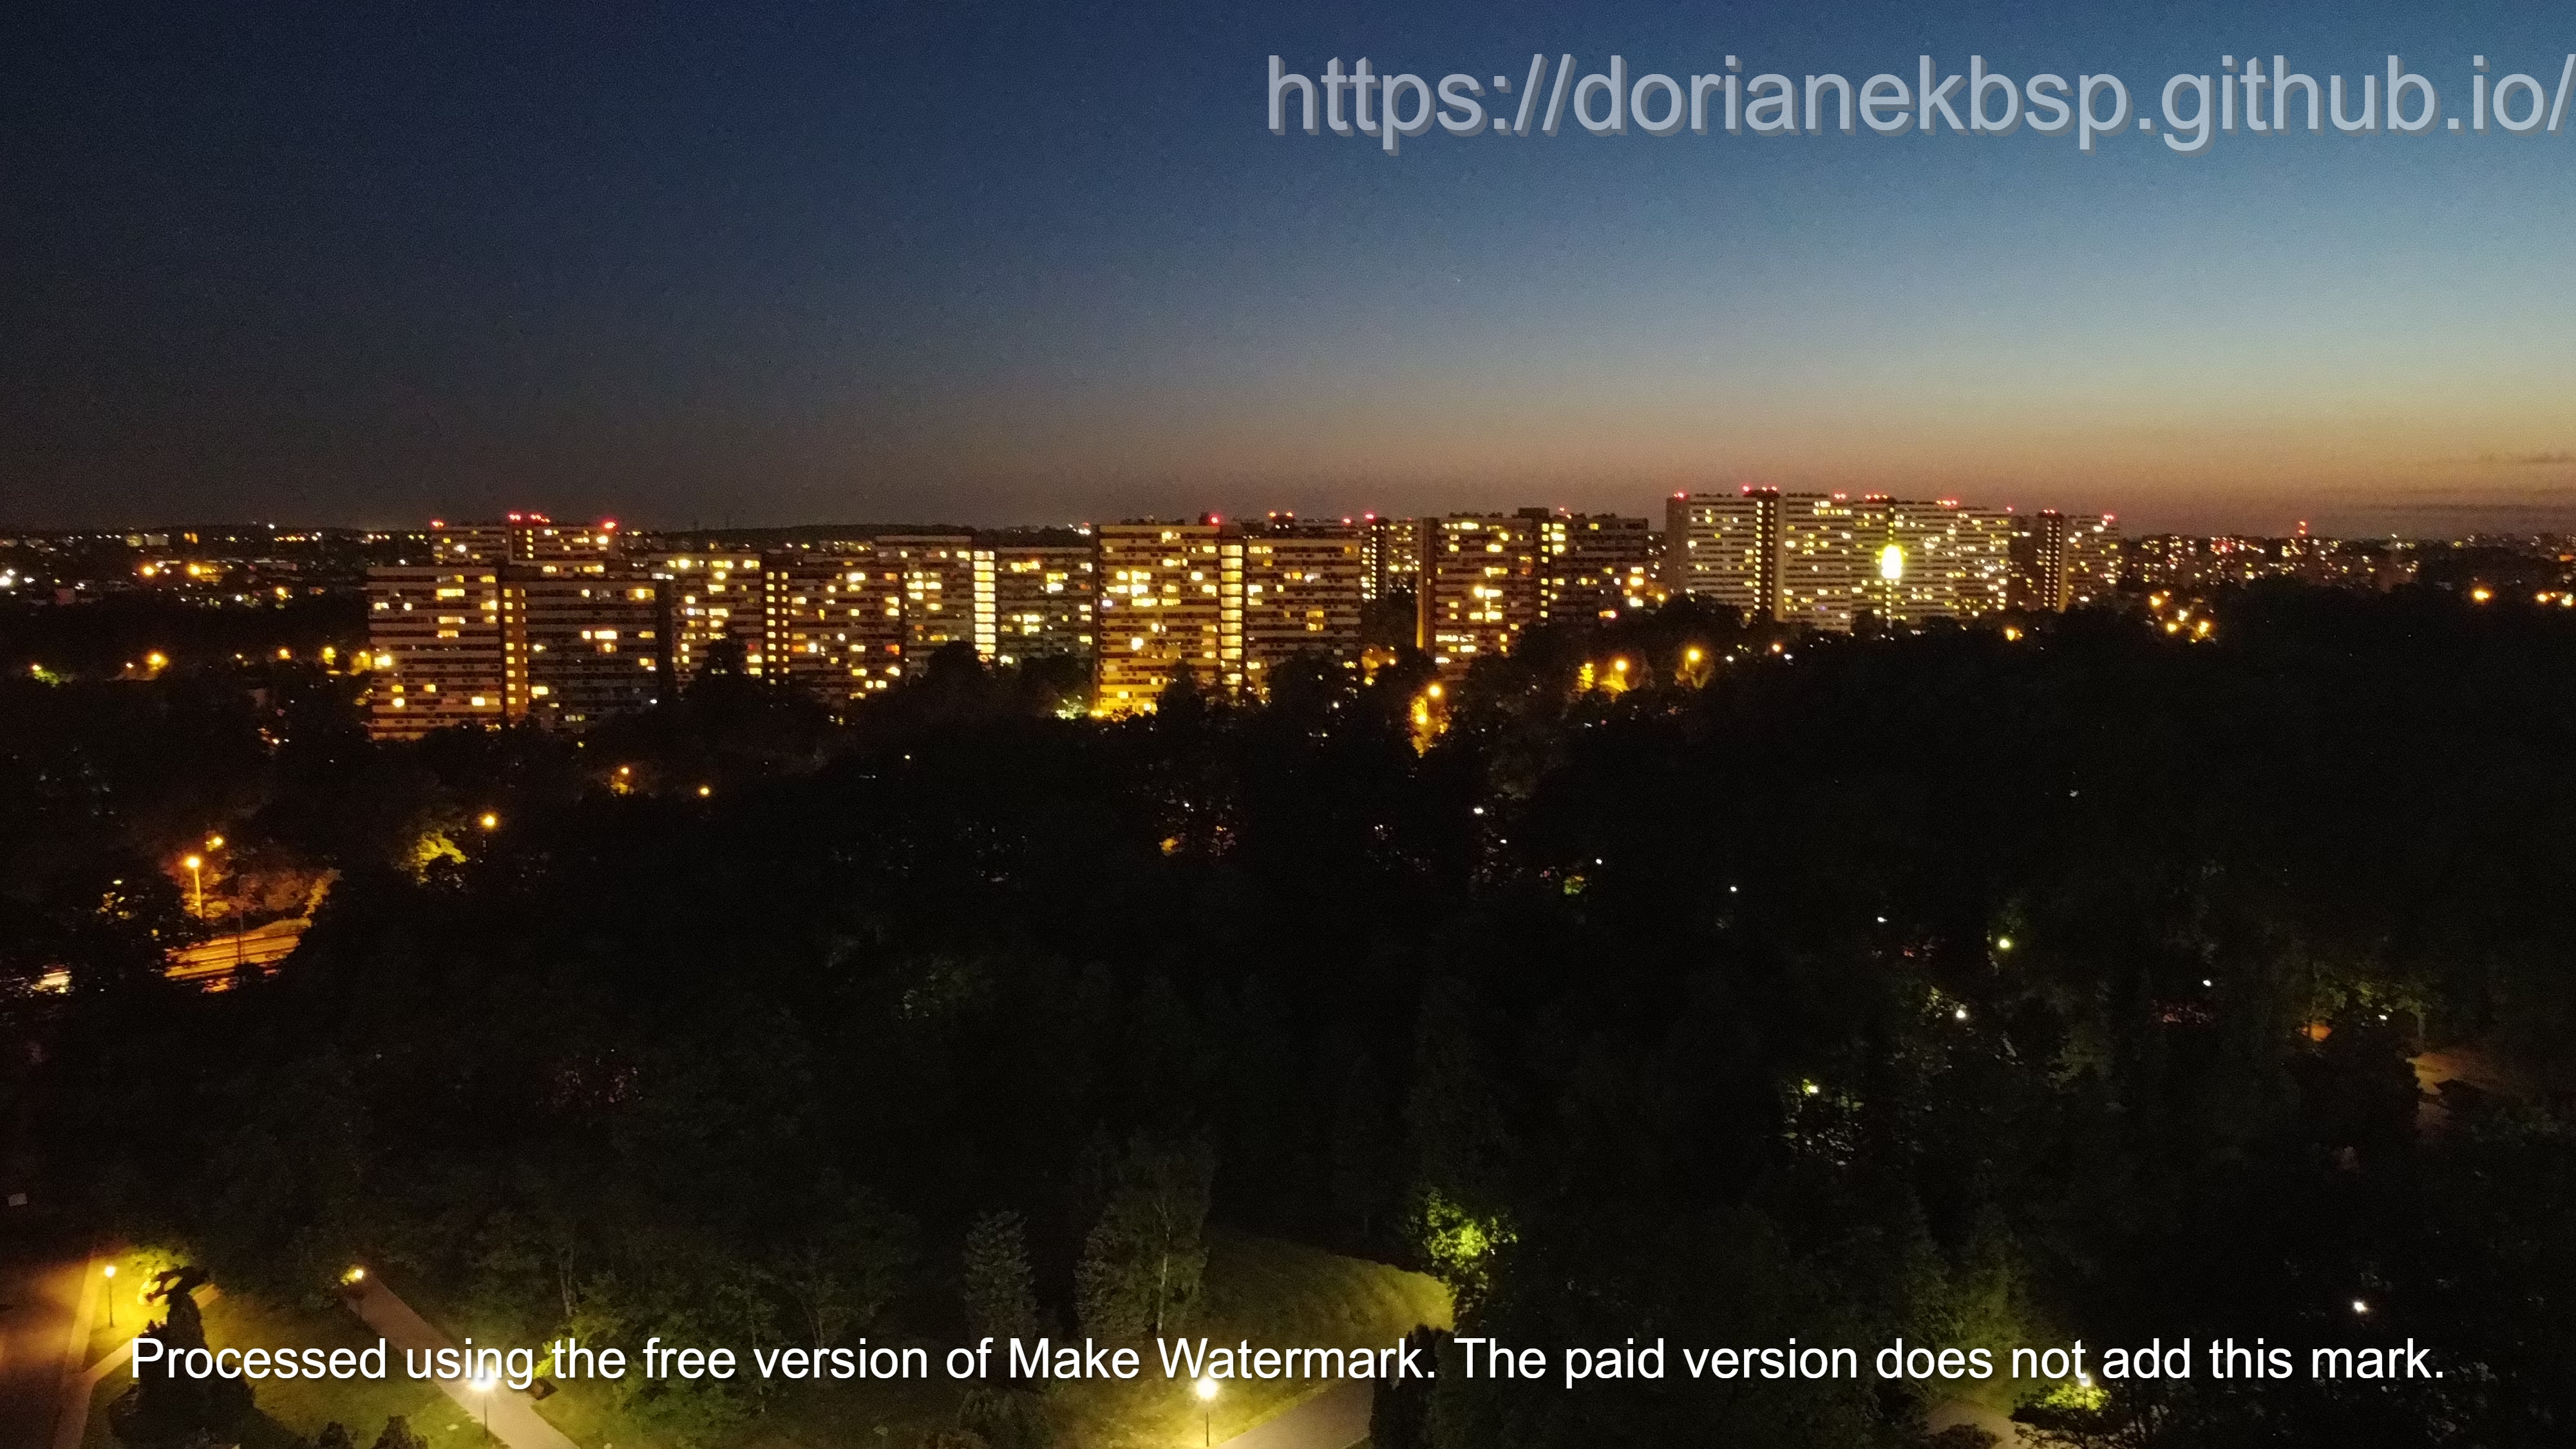 https://dorianekbsp.github.io/
Processed using the free version of Make Watermark. The paid version does not add this mark.